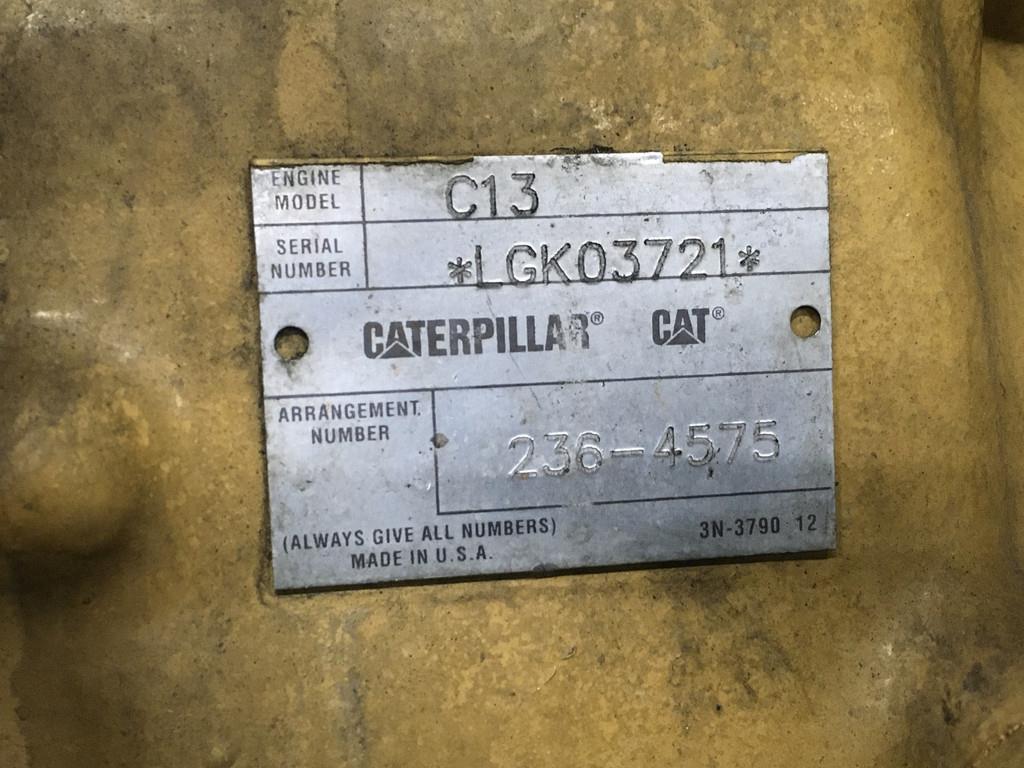 ENGINE MODEL C13
SERIAL NUMBER *LGK03721*
CATERPILLAR® CAT®
ARRANGEMENT NUMBER 236-4575
(ALWAYS GIVE ALL NUMBERS) 3N-3790 12
MADE IN U.S.A.